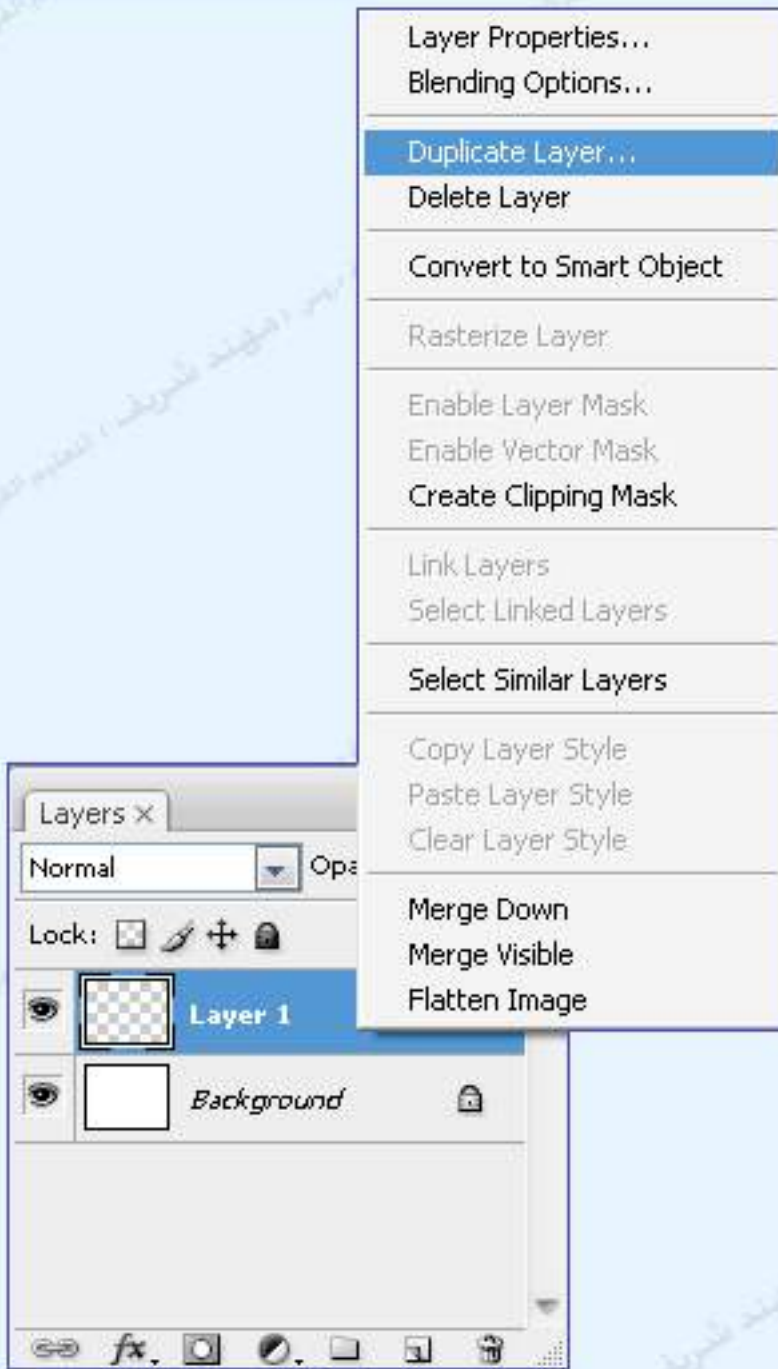 Layer Properties...
Blending Options...
Duplicate Layer...
Delete Layer
Convert to Smart Object
Rasterize Layer
Enable Layer Mask
Enable Vector Mask
Create Clipping Mask
Link Layers
Select Linked Layers
Select Similar Layers
Copy Layer Style
Paste Layer Style
Clear Layer Style
Merge Down
Merge Visible
Flatten Image
Layers
Normal
Opa
Lock:
Layer 1
Background